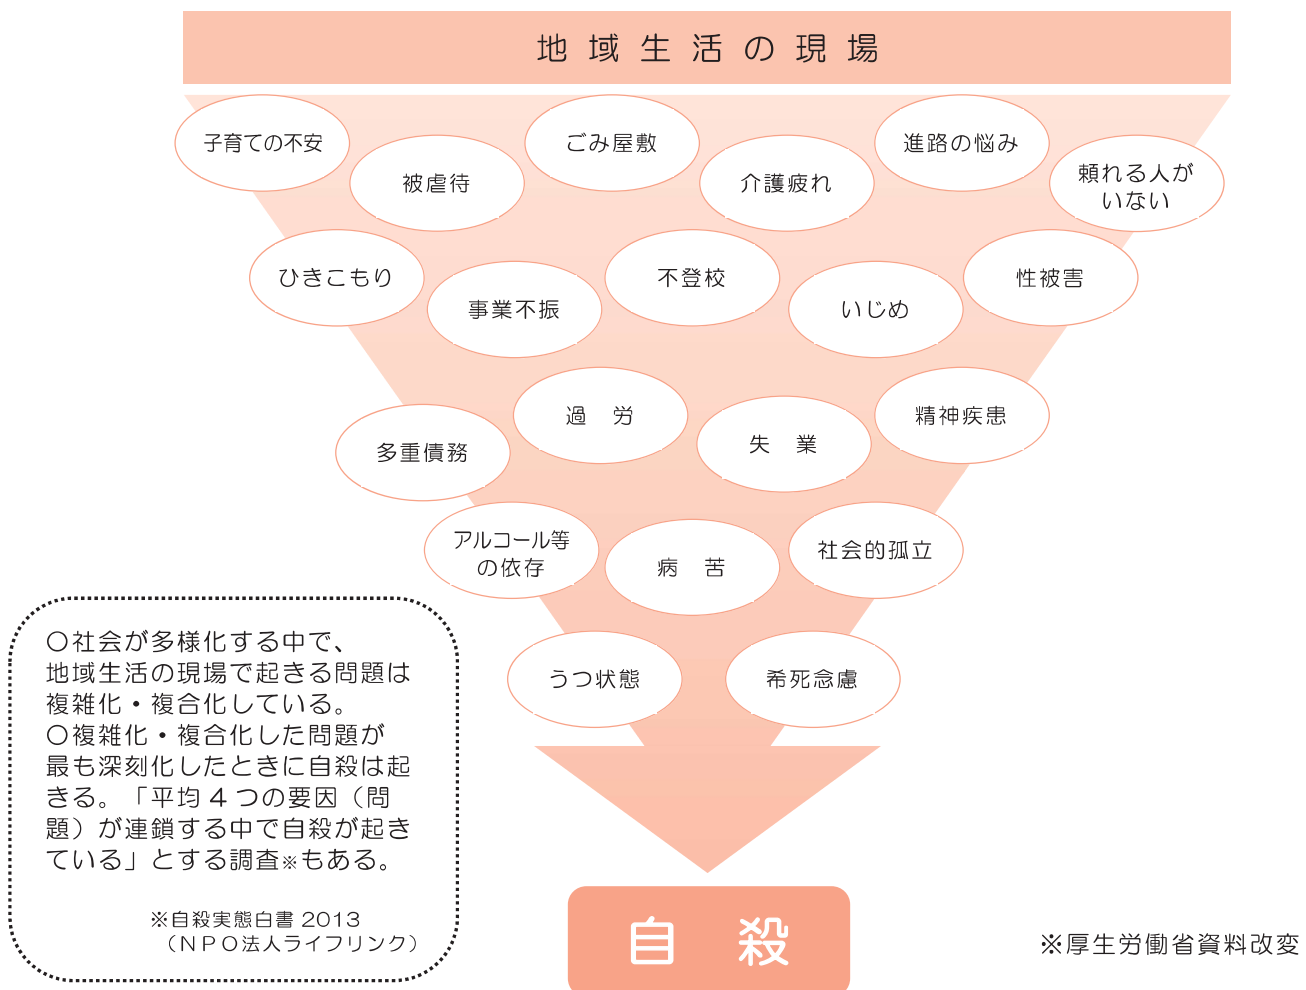 地域生活の現場
子育ての不安
ごみ屋敷
進路の悩み
被虐待
介護疲れ
頼れる人が
いない
ひきこもり
不登校
性被害
事業不振
いじめ
過 労
精神疾患
多重債務
失 業
アルコール等
の依存
病 苦
社会的孤立
うつ状態
希死念慮
○社会が多様化する中で、
地域生活の現場で起きる問題は
複雑化・複合化している。
○複雑化・複合化した問題が
最も深刻化したときに自殺は起
きる。「平均4つの要因（問
題）が連鎖する中で自殺が起き
ている」とする調査※もある。
※自殺実態白書2013
（ＮＰＯ法人ライフリンク）
自 殺
※厚生労働省資料改変